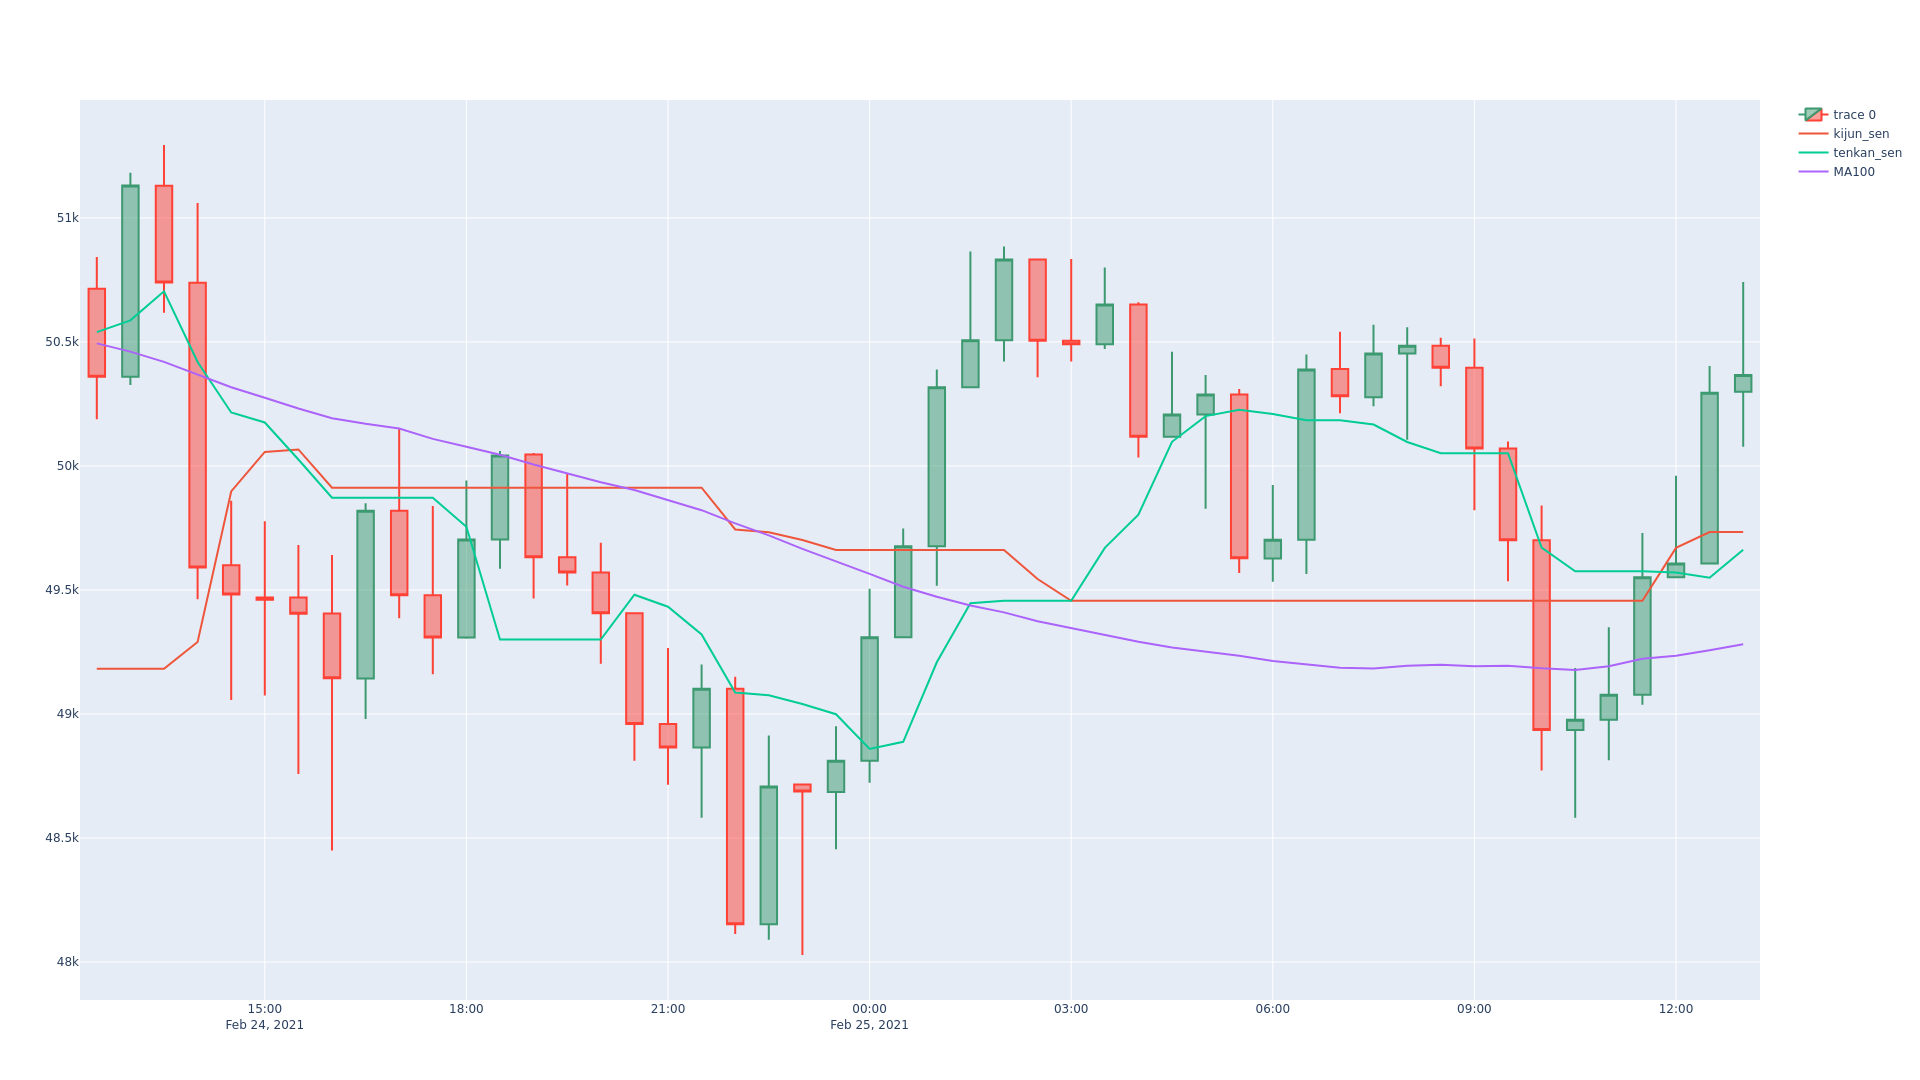 trace 0
kijun_sen
tenkan_sen
MA100
51k
50.5k
50k
49.5k
49k
48.5k
48k
15:00 18:00 21:00 00:00 03:00 06:00 09:00 12:00
Feb 24, 2021 Feb 25, 2021